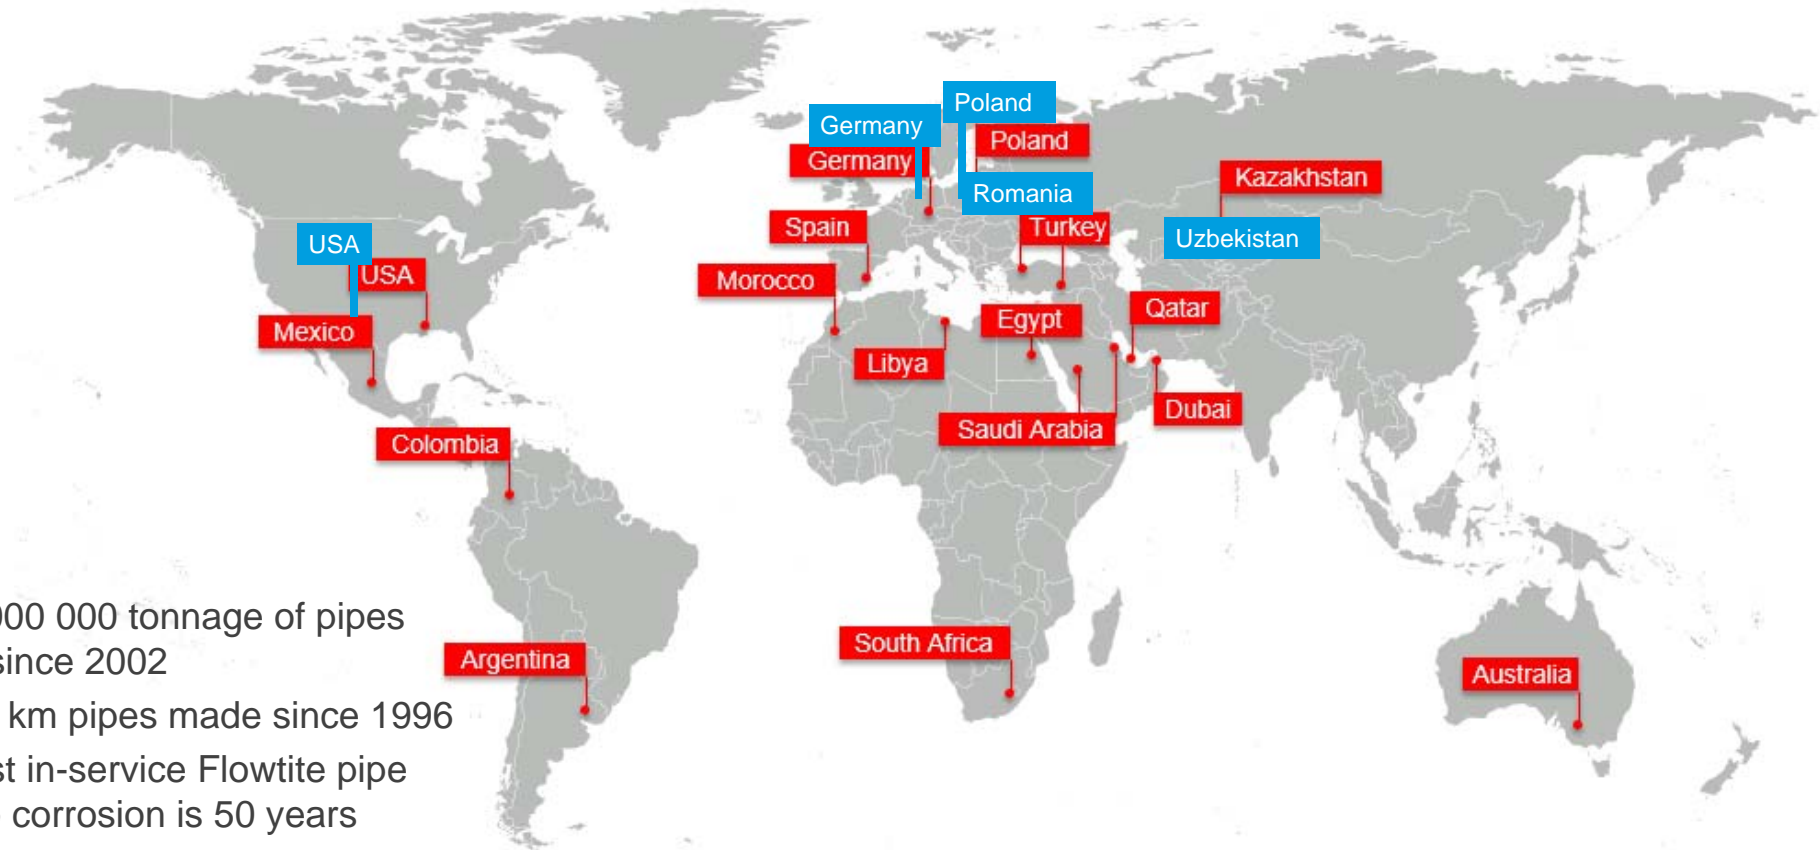 Poland
Germany
Poland
Germany
Kazakhstan
Romania
Spain
Turkey
Uzbekistan
USA
USA
Morocco
Qatar
Egypt
Mexico
Libya
Dubai
Saudi Arabia
Colombia
000 000 tonnage of pipes
since 2002
South Africa
Argentina
Australia
km pipes made since 1996
st in-service Flowtite pipe
corrosion is 50 years